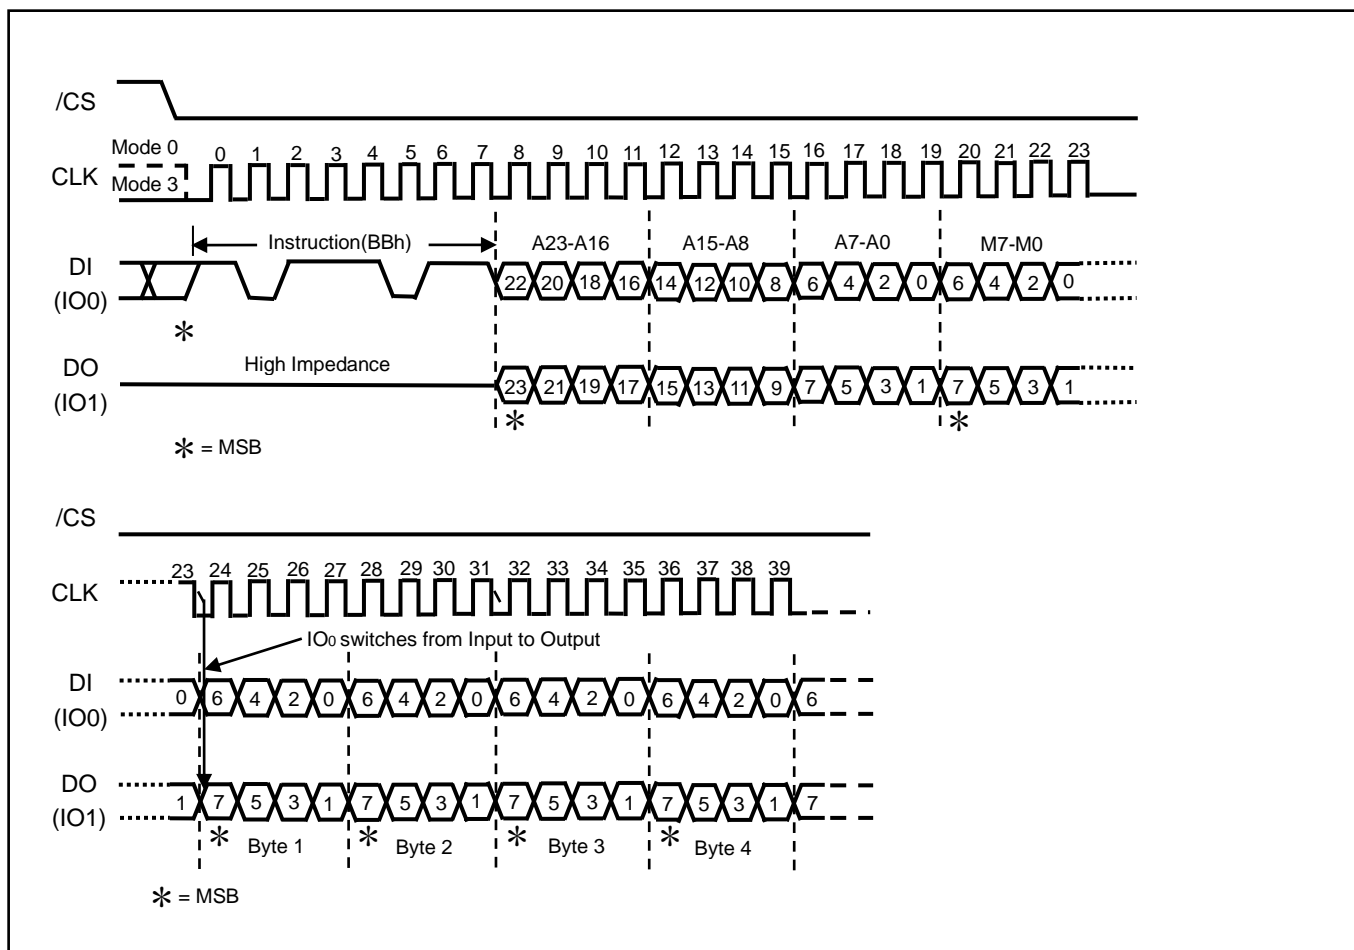 /CS
Mode 0
0 1 2 3 4 5 6 7 8 9 10 11 12 13 14 15 16 17 18 19 20 21 22 23
CLK
Mode 3
Instruction(BBh) A23-A16 A15-A8 A7-A0 M7-M0
DI
(IO0)
22 20 18 16 14 12 10 8 6 4 2 0 6 4 2 0
*
DO
(IO1)
High Impedance
23 21 19 17 15 13 11 9 7 5 3 1 7 5 3 1
* *
* = MSB
/CS
23 24 25 26 27 28 29 30 31 32 33 34 35 36 37 38 39
CLK
IO0 switches from Input to Output
DI
(IO0)
0 6 4 2 0 6 4 2 0 6 4 2 0 6 4 2 0 6
DO
(IO1)
1 7 5 3 1 7 5 3 1 7 5 3 1 7 5 3 1 7
* Byte 1 * Byte 2 * Byte 3 * Byte 4
* = MSB